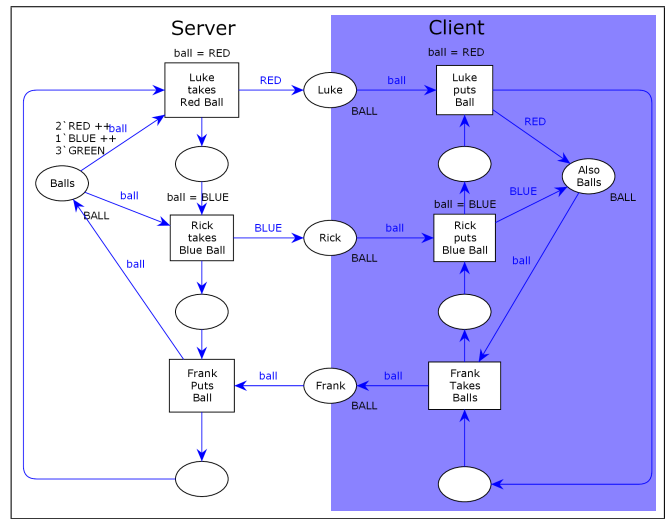 Server
Client
ball = RED
ball = RED
Luke
takes
Red Ball
RED
Luke
ball
Luke
puts
Ball
BALL
2`RED ++
1`BLUE ++
3`GREEN
ball
RED
Balls
BALL
ball
Also
Balls
BALL
ball = BLUE
ball = BLUE
BLUE
Rick
takes
Blue Ball
BLUE
Rick
ball
Rick
puts
Blue Ball
BALL
ball
ball
Frank
Puts
Ball
ball
Frank
ball
Frank
Takes
Balls
BALL